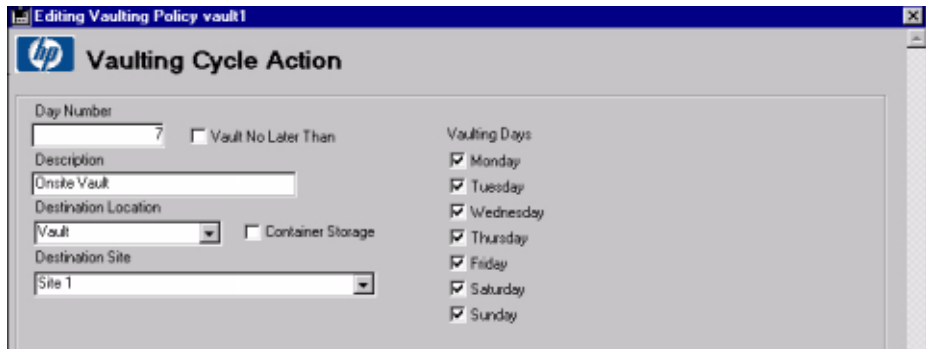 Editing Vaulting Policy vault1
hp
Vaulting Cycle Action
Day Number
7
Vault No Later Than
Description
Onsite Vault
Destination Location
Vault
Container Storage
Destination Site
Site 1
Vaulting Days
Monday
Tuesday
Wednesday
Thursday
Friday
Saturday
Sunday